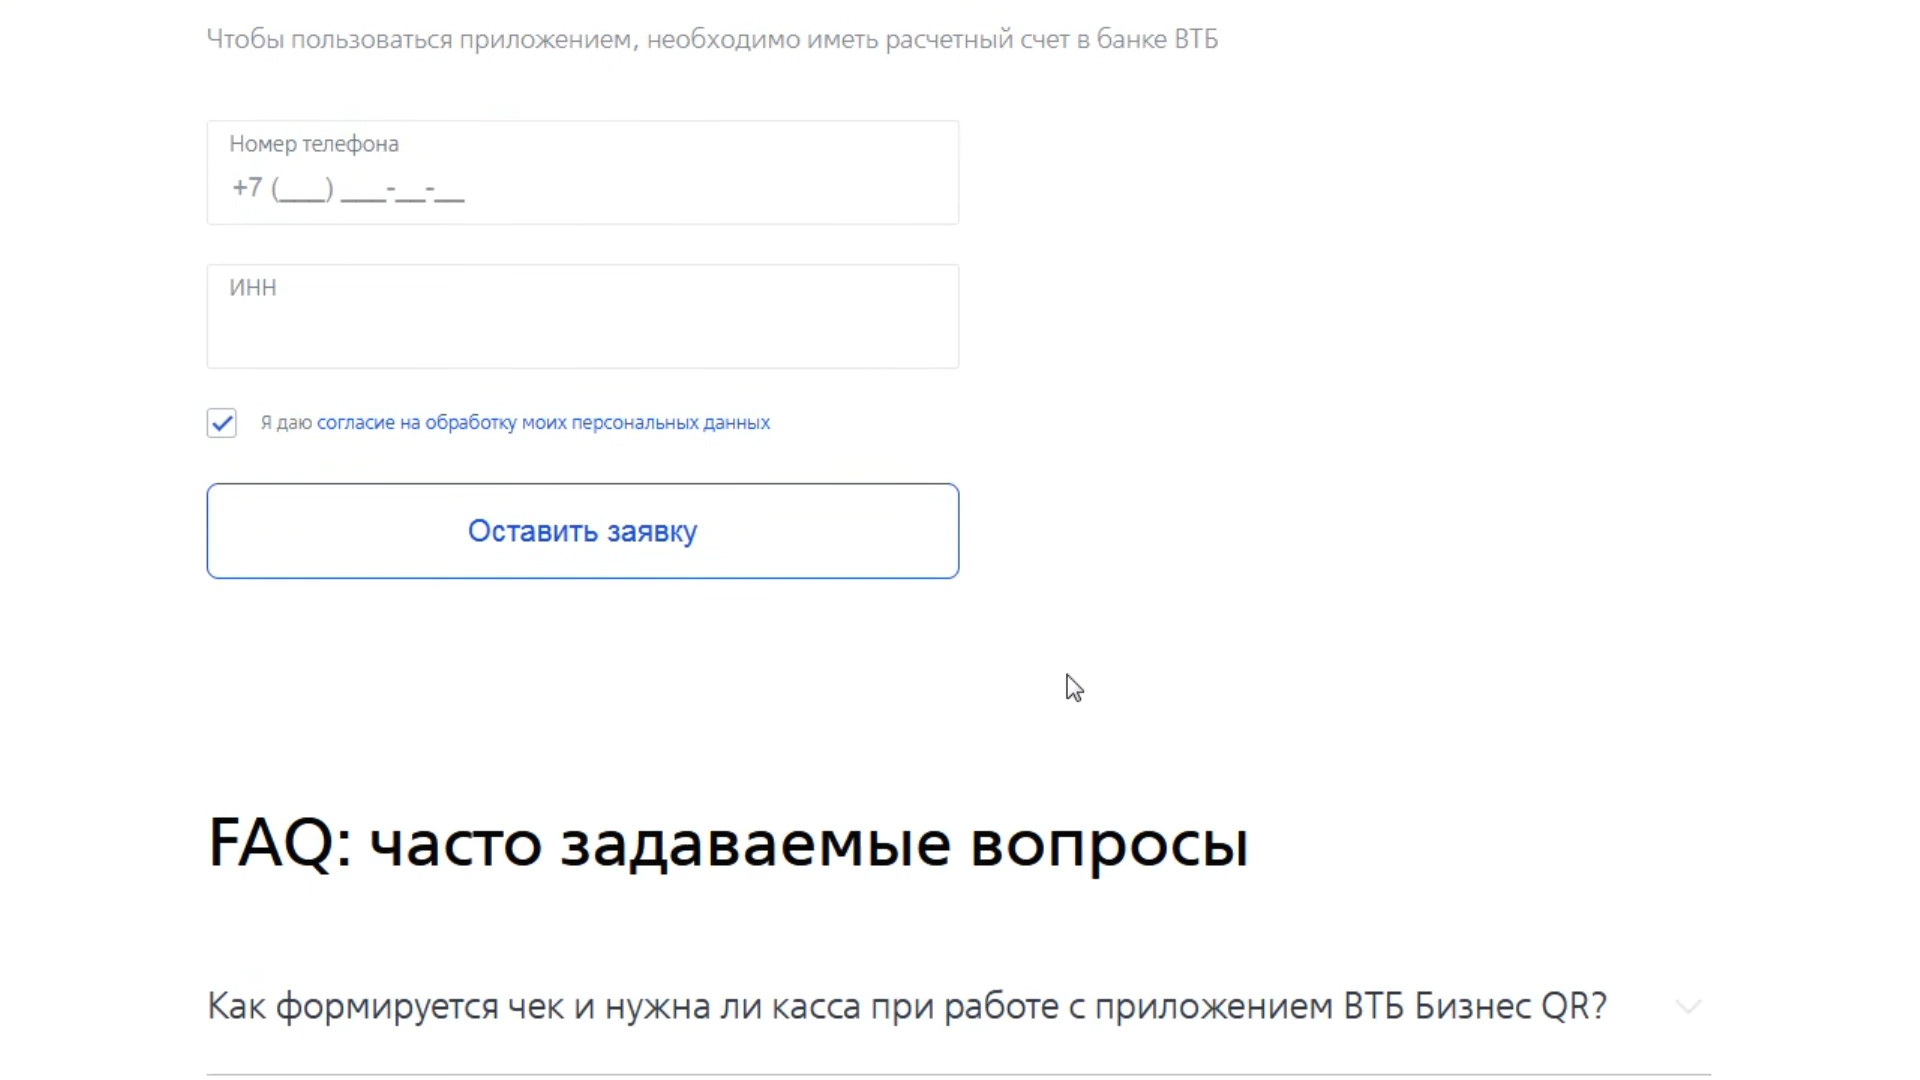 Чтобы пользоваться приложением, необходимо иметь расчетный счет в банке ВТБ
Номер телефона
+7 (___) ___-__-__
ИНН
Я даю согласие на обработку моих персональных данных
Оставить заявку
FAQ: часто задаваемые вопросы
Как формируется чек и нужна ли касса при работе с приложением ВТБ Бизнес QR?